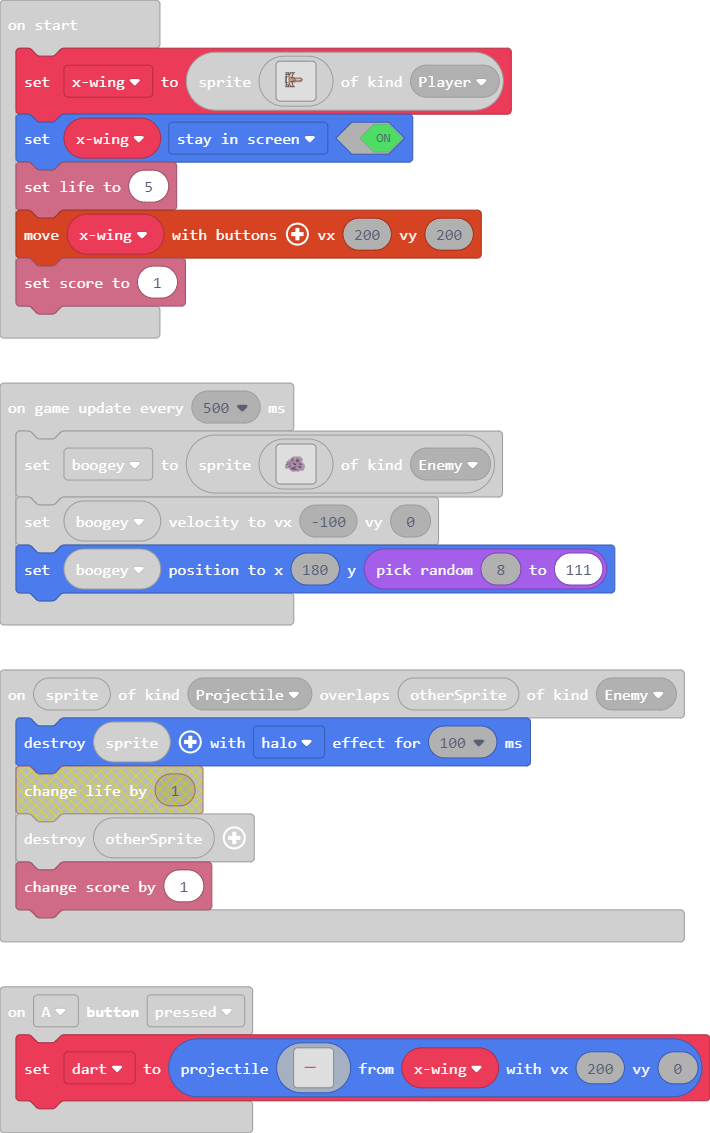 on start
set x-wing to sprite of kind Player
set x-wing stay in screen ON
set life to 5
move x-wing with buttons vx 200 vy 200
set score to 1
on game update every 500 ms
set boogey to sprite of kind Enemy
set boogey velocity to vx -100 vy 0
set boogey position to x 180 y pick random 8 to 111
on sprite of kind Projectile overlaps otherSprite of kind Enemy
destroy sprite with halo effect for 100 ms
change life by 1
destroy otherSprite
change score by 1
on A button pressed
set dart to projectile from x-wing with vx 200 vy 0